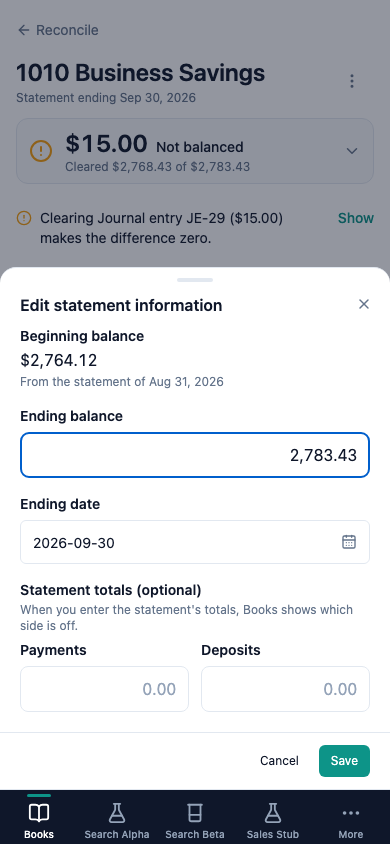 Reconcile
1010 Business Savings
Statement ending Sep 30, 2026
$15.00 Not balanced
Cleared $2,768.43 of $2,783.43
Clearing Journal entry JE-29 ($15.00) Show
makes the difference zero.
Edit statement information
Beginning balance
$2,764.12
From the statement of Aug 31, 2026
Ending balance
2,783.43
Ending date
2026-09-30
Statement totals (optional)
When you enter the statement's totals, Books shows which
side is off.
Payments Deposits
0.00 0.00
Cancel Save
Books Search Alpha Search Beta Sales Stub More